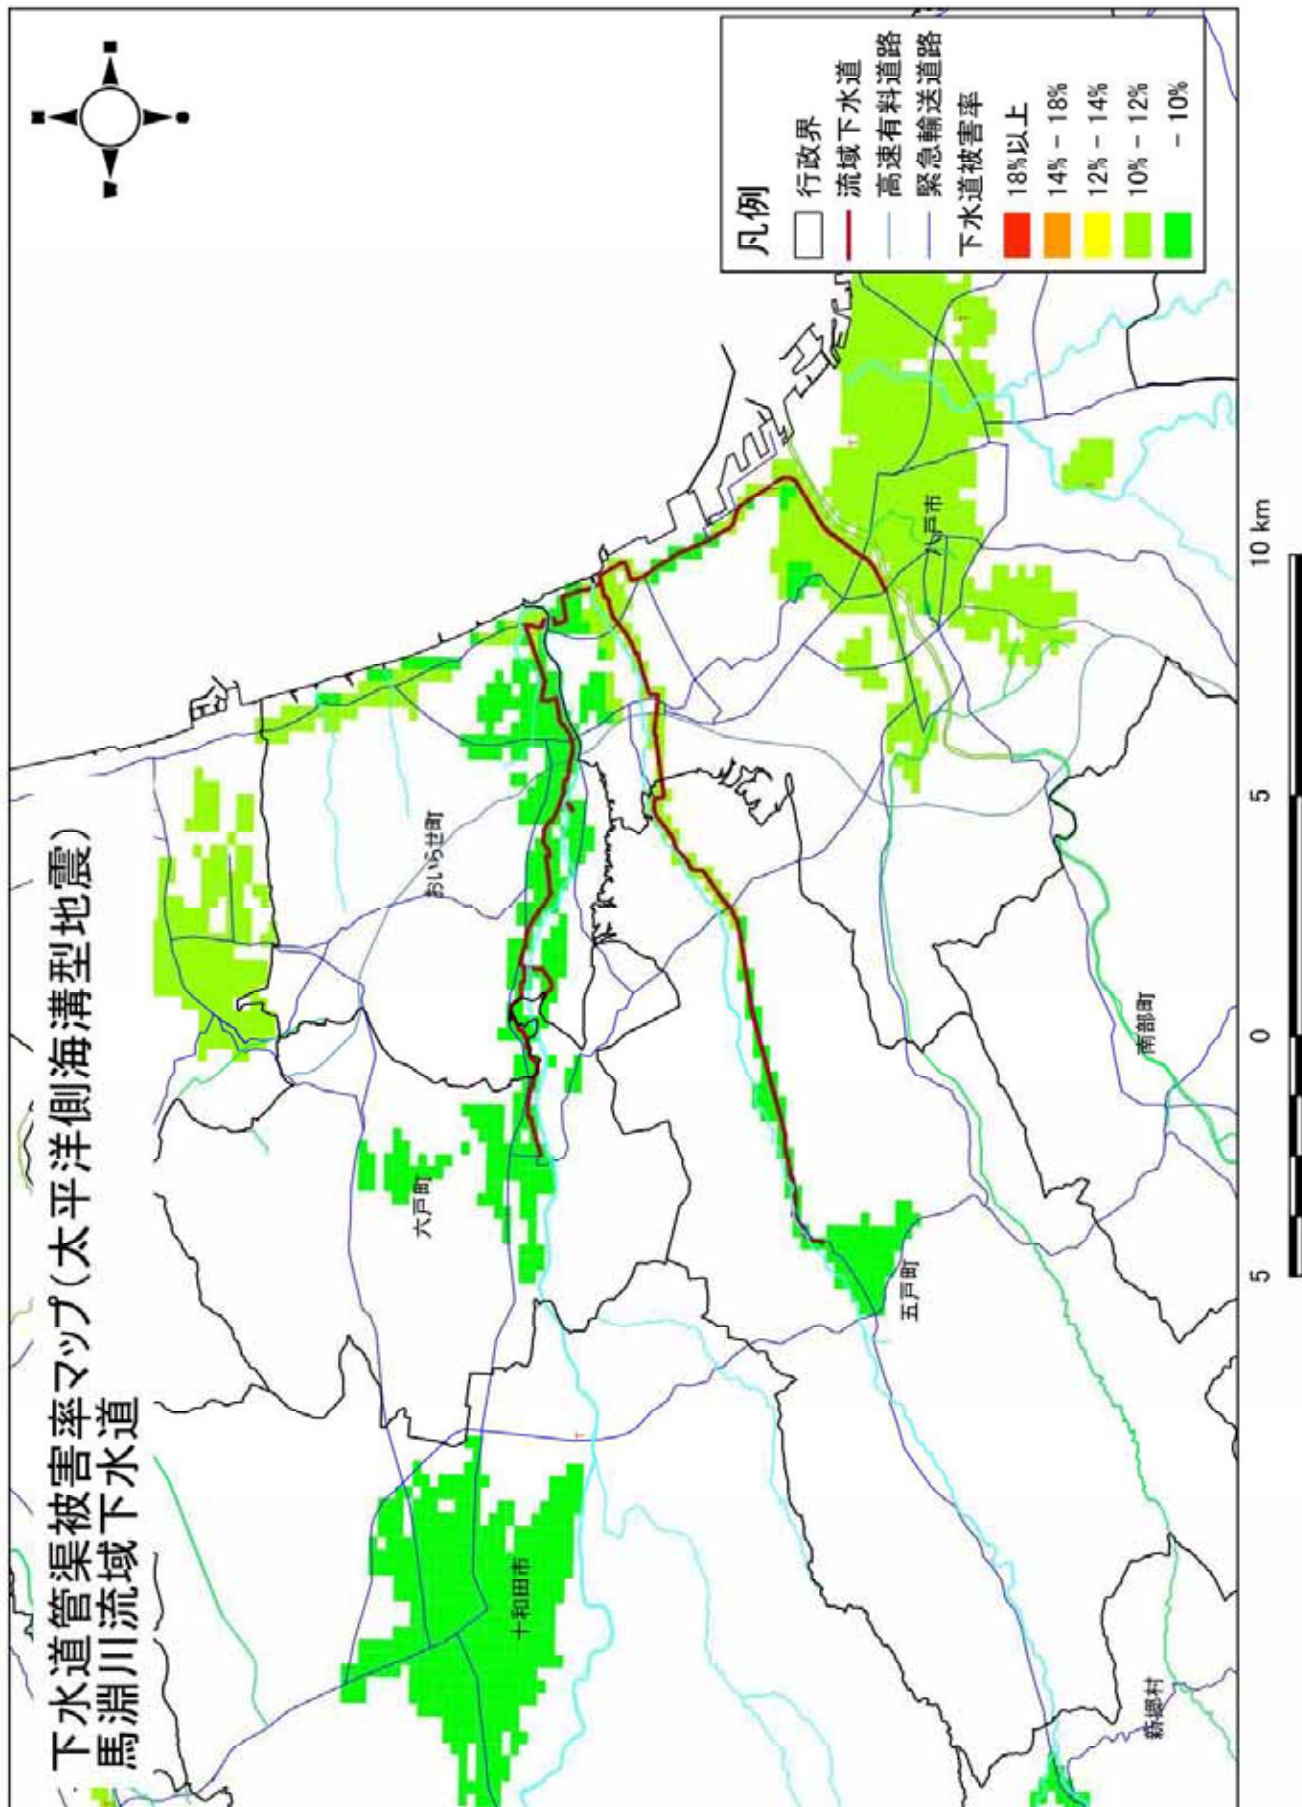 下水道管渠被害率マップ(太平洋側海溝型地震)
馬淵川流域下水道
N
W
E
S
凡例
行政界
流域下水道
高速有料道路
緊急輸送道路
下水道被害率
18%以上
14% - 18%
12% - 14%
10% - 12%
- 10%
おいらせ町
六戸町
十和田市
八戸市
五戸町
南部町
新郷村
5
0
5
10 km